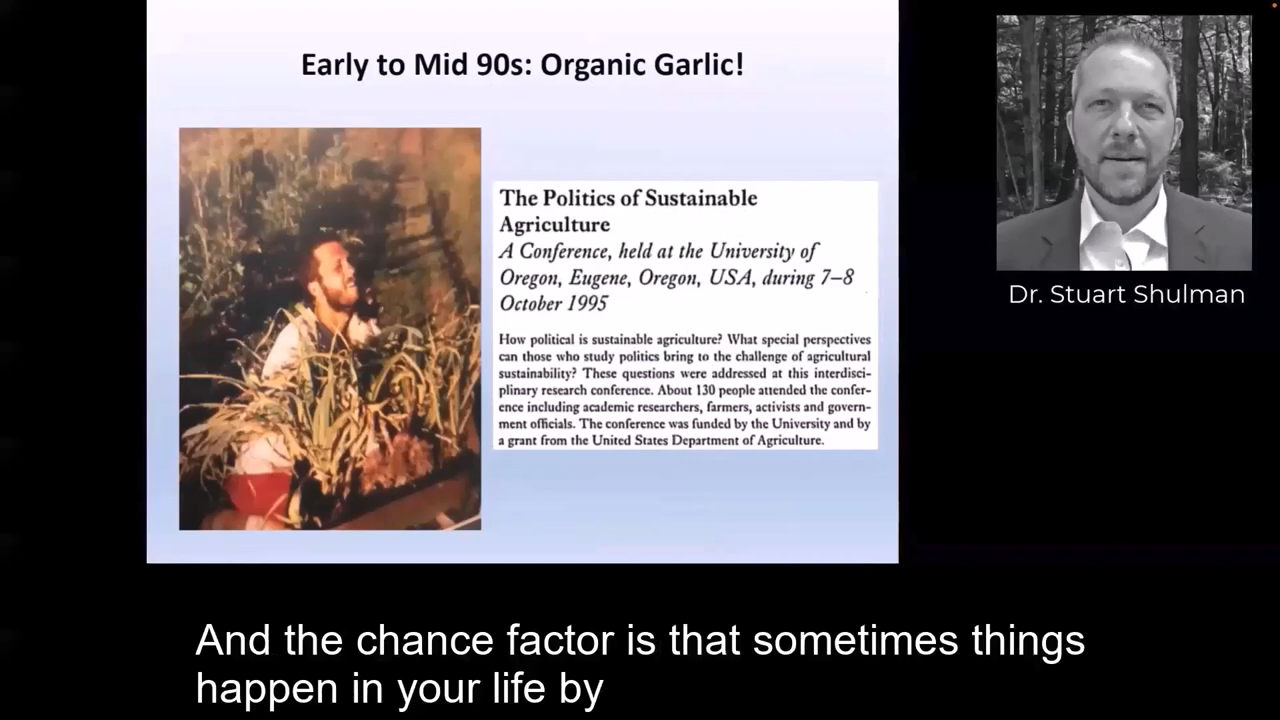 Early to Mid 90s: Organic Garlic!
The Politics of Sustainable
Agriculture
A Conference, held at the University of
Oregon, Eugene, Oregon, USA, during 7–8
October 1995
How political is sustainable agriculture? What special perspectives
can those who study politics bring to the challenge of agricultural
sustainability? These questions were addressed at this interdisci-
plinary research conference. About 130 people attended the confer-
ence including academic researchers, farmers, activists and govern-
ment officials. The conference was funded by the University and by
a grant from the United States Department of Agriculture.
Dr. Stuart Shulman
And the chance factor is that sometimes things
happen in your life by